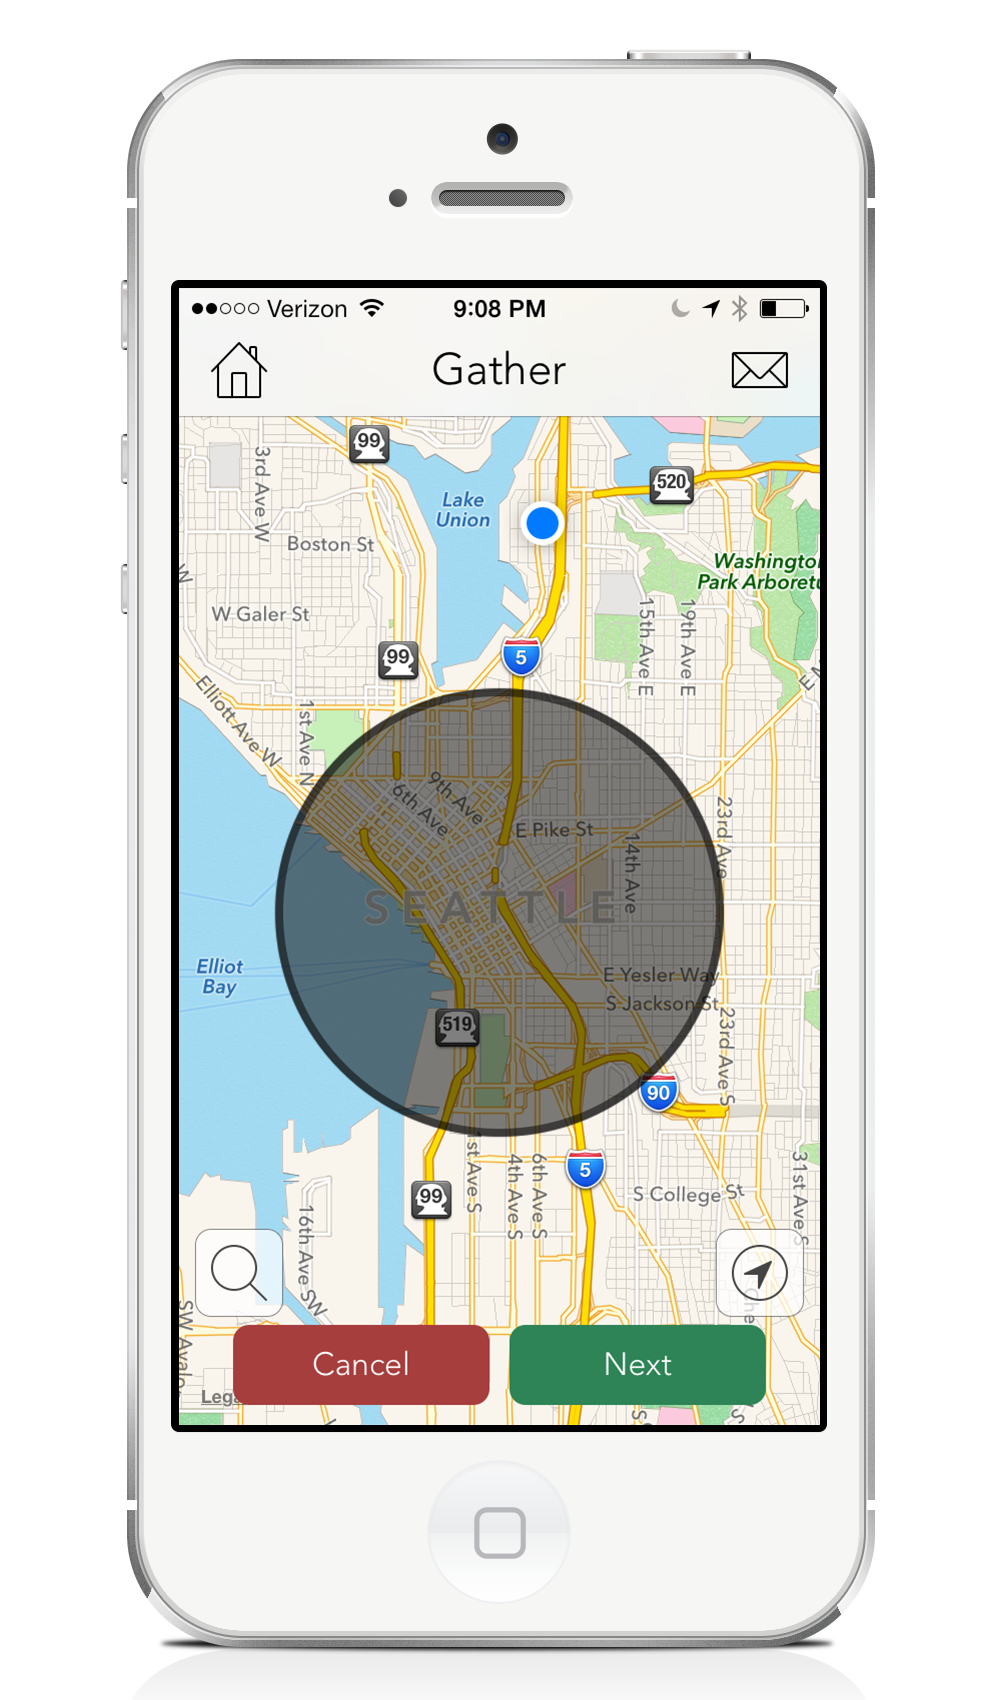 Verizon
9:08 PM
Gather
99
520
3rd Ave W
Lake
Union
Boston St
Washington
Park Arboretu
W Galer St
15th Ave E
19th Ave E
99
5
Elliott Ave W
1st Ave N
9th Ave
6th Ave
E Pike St
23rd Ave
14th Ave
SEATTLE
Elliot
Bay
E Yesler Way
S Jackson St
519
23rd Ave S
90
1st Ave S
4th Ave S
6th Ave S
5
31st Ave S
S College St
99
16th Ave SW
SW Avalo
Cancel
Next
Lega